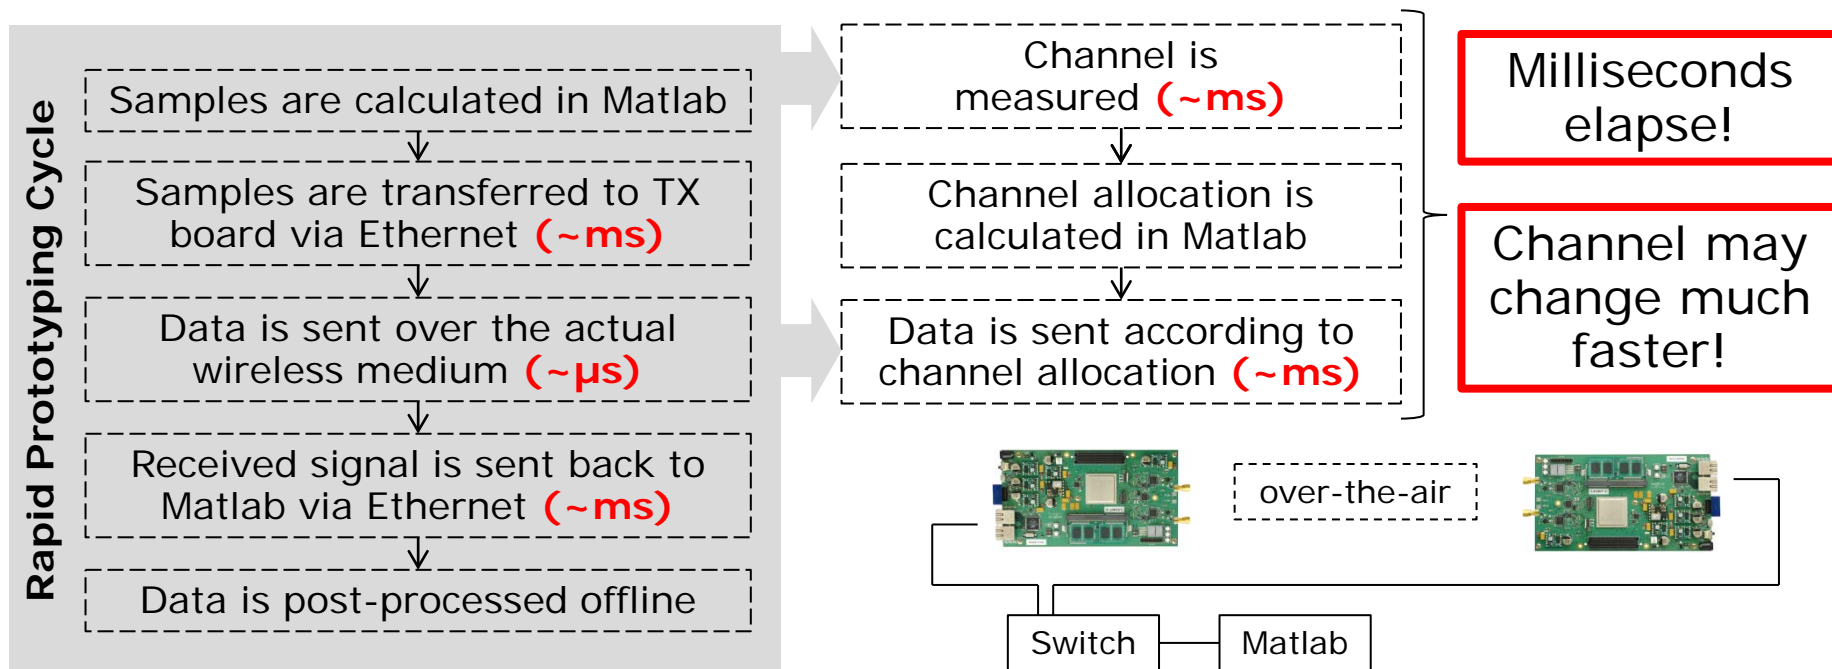 Rapid Prototyping Cycle
Samples are calculated in Matlab
Samples are transferred to TX
board via Ethernet (~ms)
Data is sent over the actual
wireless medium (~µs)
Received signal is sent back to
Matlab via Ethernet (~ms)
Data is post-processed offline
Channel is
measured (~ms)
Channel allocation is
calculated in Matlab
Data is sent according to
channel allocation (~ms)
Milliseconds
elapse!
Channel may
change much
faster!
over-the-air
Switch
Matlab